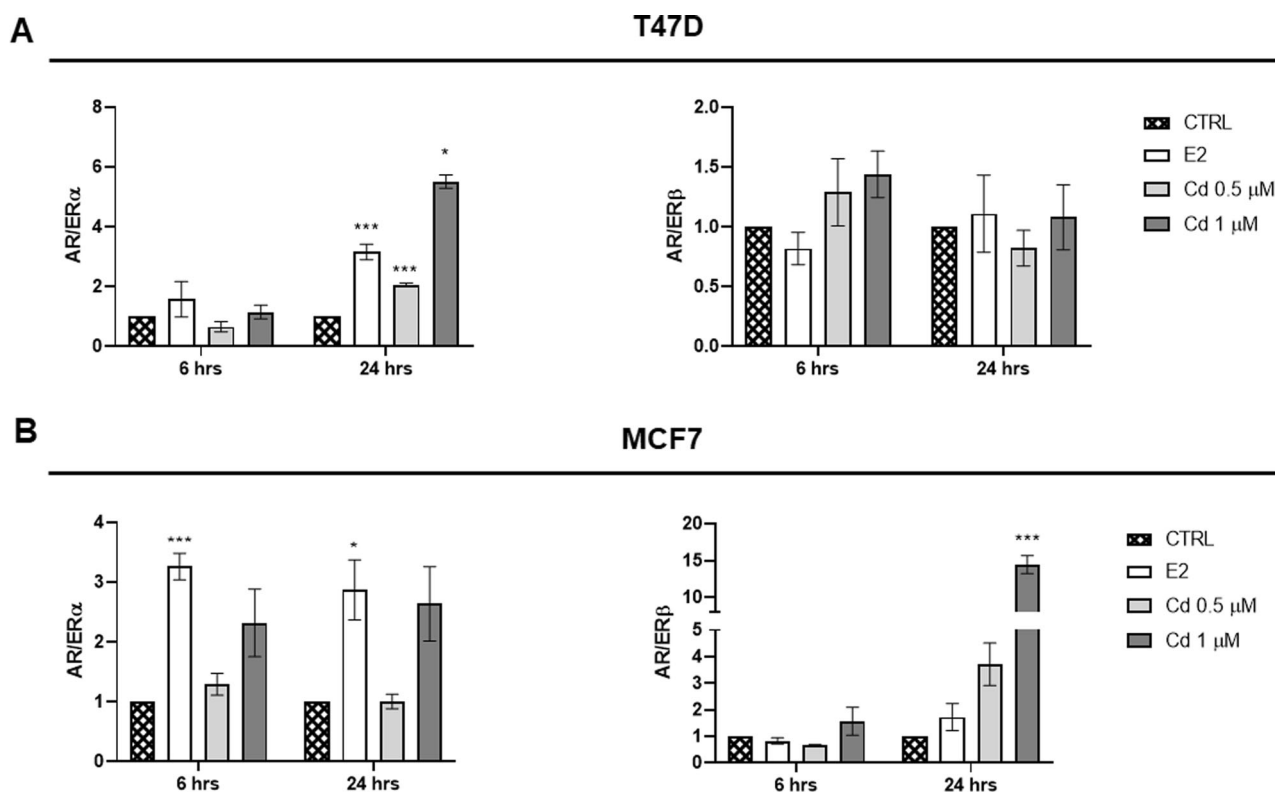 A
T47D
AR/ERα
8
6
4
2
0
***
***
*
6 hrs
24 hrs
AR/ERβ
2.0
1.5
1.0
0.5
0.0
6 hrs
24 hrs
CTRL
E2
Cd 0.5 μM
Cd 1 μM
B
MCF7
AR/ERα
4
3
2
1
0
***
*
6 hrs
24 hrs
AR/ERβ
20
15
10
5
4
3
2
1
0
***
6 hrs
24 hrs
CTRL
E2
Cd 0.5 μM
Cd 1 μM